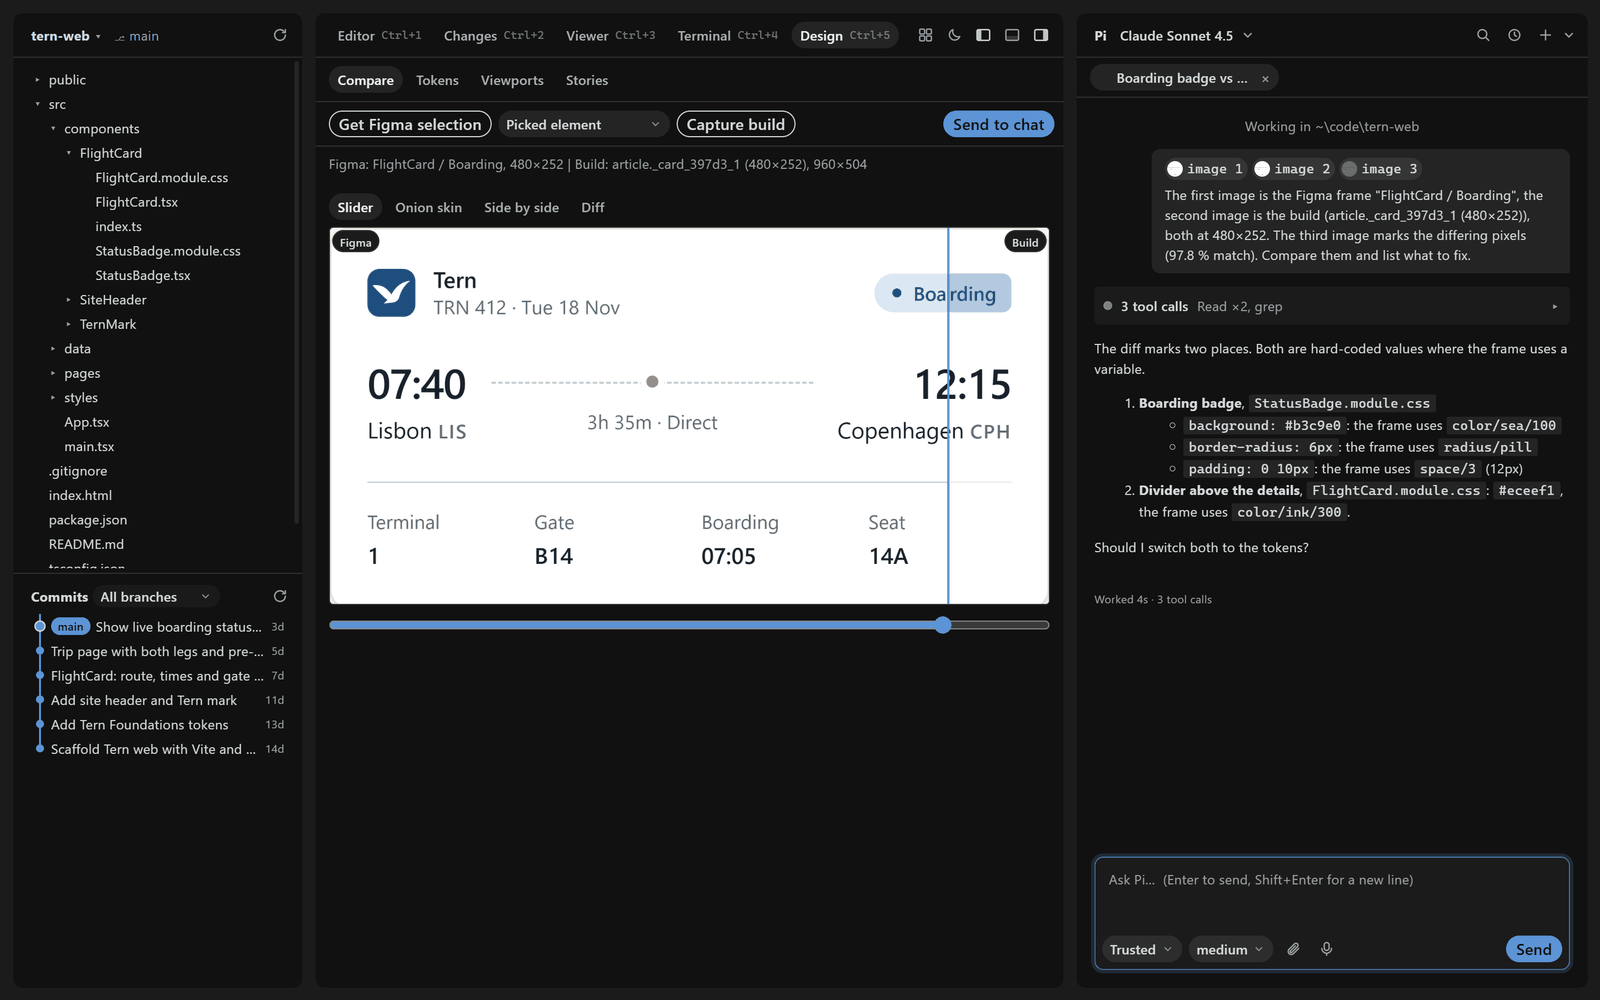 tern-web main
public
src
components
FlightCard
FlightCard.module.css
FlightCard.tsx
index.ts
StatusBadge.module.css
StatusBadge.tsx
SiteHeader
TernMark
data
pages
styles
App.tsx
main.tsx
.gitignore
index.html
package.json
README.md
tsconfig.json
Commits All branches
main Show live boarding status... 3d
Trip page with both legs and pre-... 5d
FlightCard: route, times and gate ... 7d
Add site header and Tern mark 11d
Add Tern Foundations tokens 13d
Scaffold Tern web with Vite and ... 14d
Editor Ctrl+1 Changes Ctrl+2 Viewer Ctrl+3 Terminal Ctrl+4 Design Ctrl+5
Compare Tokens Viewports Stories
Get Figma selection Picked element Capture build Send to chat
Figma: FlightCard / Boarding, 480×252 | Build: article._card_397d3_1 (480×252), 960×504
Slider Onion skin Side by side Diff
Figma Build
Tern
TRN 412 · Tue 18 Nov
Boarding
07:40 12:15
Lisbon LIS 3h 35m · Direct Copenhagen CPH
Terminal Gate Boarding Seat
1 B14 07:05 14A
Pi Claude Sonnet 4.5
Boarding badge vs ... ×
Working in ~\code\tern-web
image 1 image 2 image 3
The first image is the Figma frame "FlightCard / Boarding", the
second image is the build (article._card_397d3_1 (480×252)),
both at 480×252. The third image marks the differing pixels
(97.8 % match). Compare them and list what to fix.
3 tool calls Read ×2, grep
The diff marks two places. Both are hard-coded values where the frame uses a
variable.
1. Boarding badge, StatusBadge.module.css
background: #b3c9e0: the frame uses color/sea/100
border-radius: 6px: the frame uses radius/pill
padding: 0 10px: the frame uses space/3 (12px)
2. Divider above the details, FlightCard.module.css: #eceef1,
the frame uses color/ink/300.
Should I switch both to the tokens?
Worked 4s · 3 tool calls
Ask Pi... (Enter to send, Shift+Enter for a new line)
Trusted medium Send